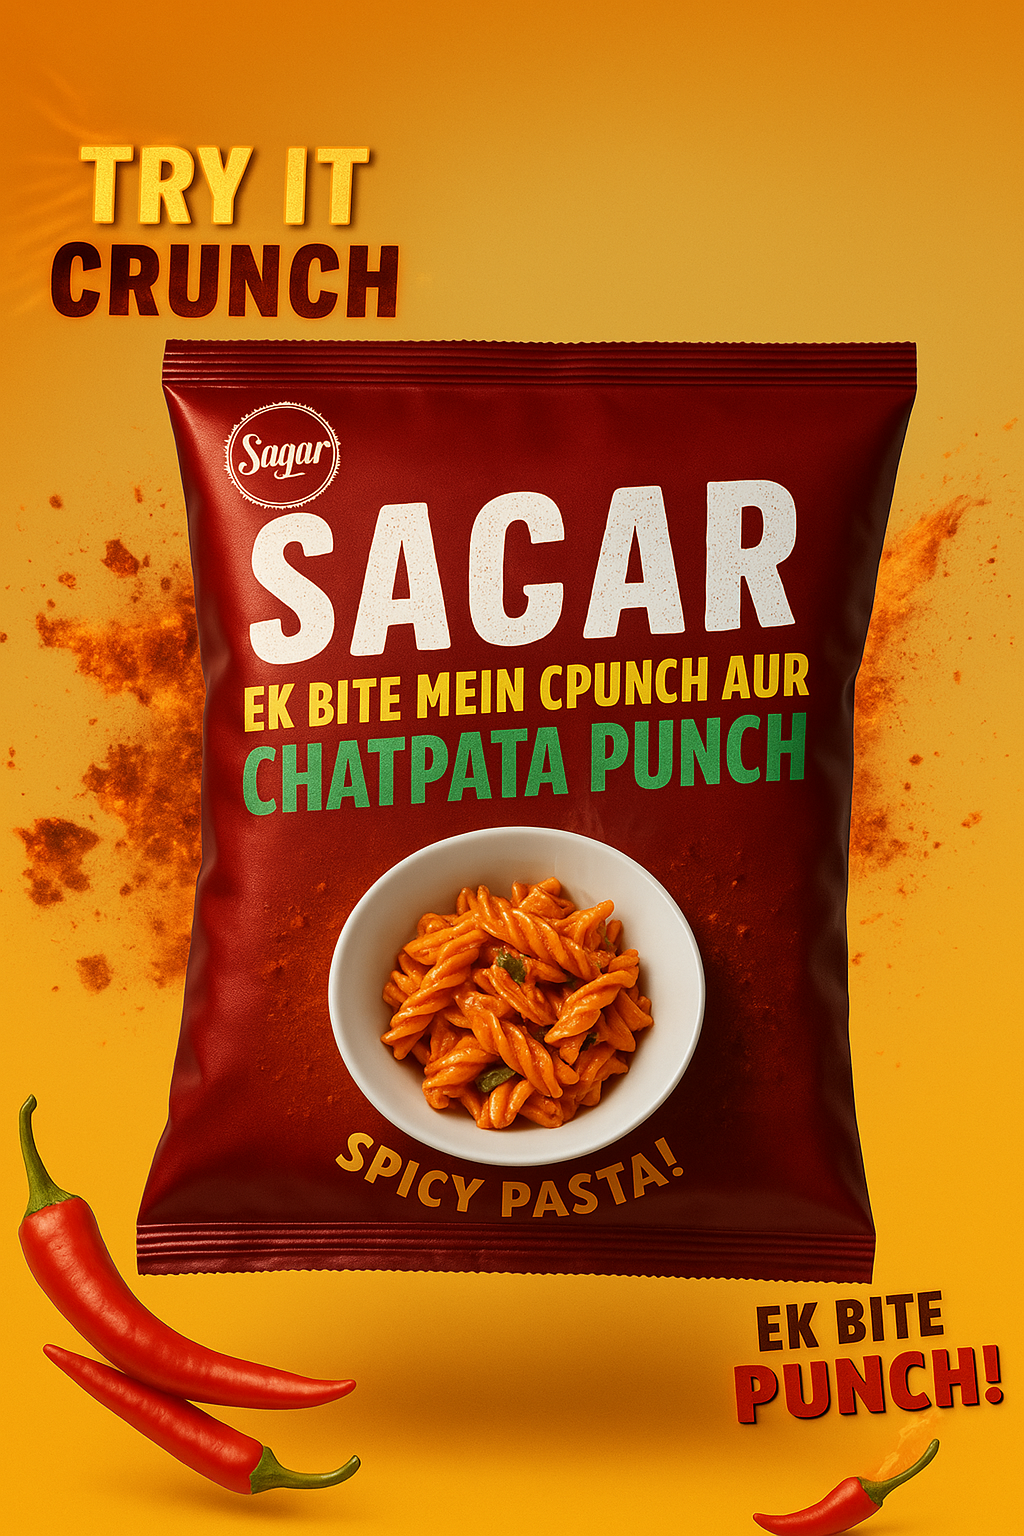 TRY IT
CRUNCH
Sagar
SAGAR
EK BITE MEIN CPUNCH AUR
CHATPATA PUNCH
SPICY PASTA!
EK BITE
PUNCH!